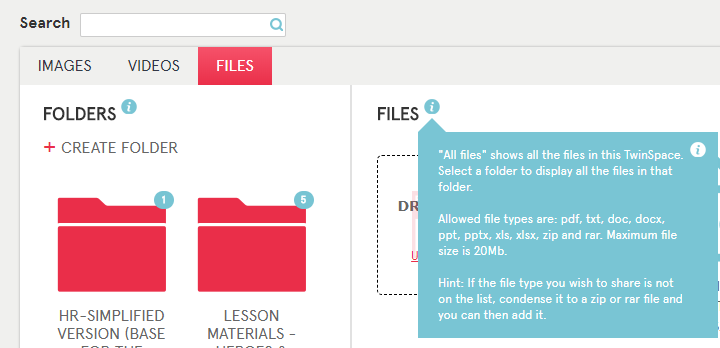 Search
IMAGES
VIDEOS
FILES
FOLDERS i
+ CREATE FOLDER
1
5
HR-SIMPLIFIED
VERSION (BASE
FOR THE
LESSON
MATERIALS -
HEROES &
FILES i
DR
U
"All files" shows all the files in this TwinSpace. i
Select a folder to display all the files in that
folder.
Allowed file types are: pdf, txt, doc, docx,
ppt, pptx, xls, xlsx, zip and rar. Maximum file
size is 20Mb.
Hint: If the file type you wish to share is not
on the list, condense it to a zip or rar file and
you can then add it.